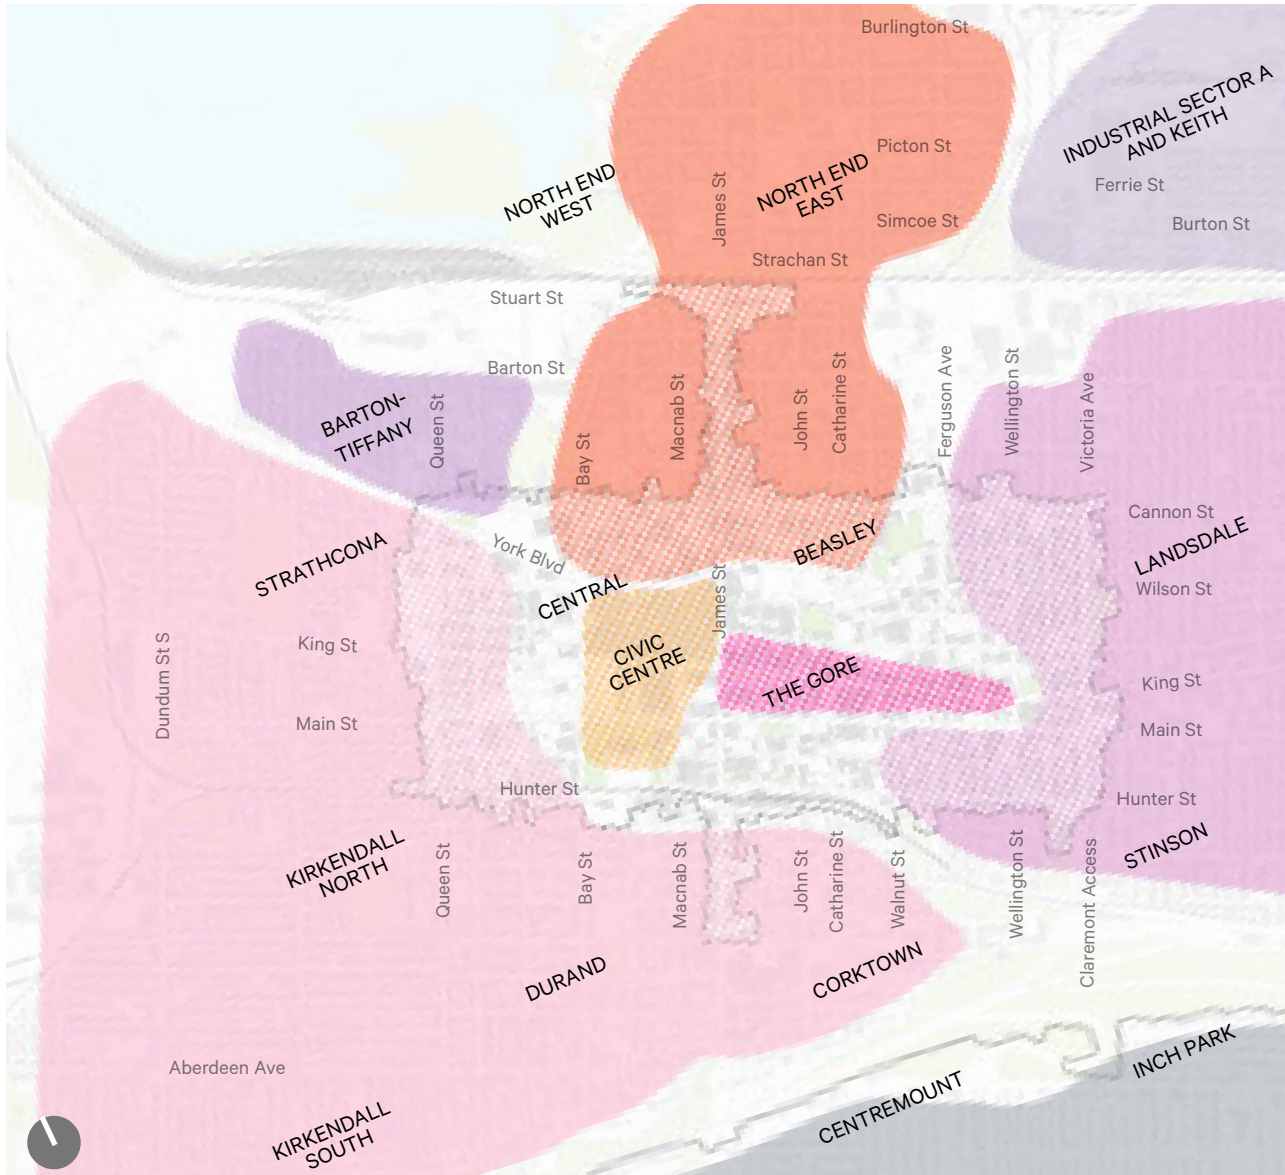 Burlington St
INDUSTRIAL SECTOR A
AND KEITH
Picton St
Ferrie St
NORTH END
WEST
James St
NORTH END
EAST
Simcoe St
Burton St
Strachan St
Stuart St
Barton St
BARTON-
TIFFANY
Queen St
Bay St
Macnab St
John St
Catharine St
Ferguson Ave
Wellington St
Victoria Ave
Cannon St
LANDSDALE
STRATHCONA
York Blvd
BEASLEY
CENTRAL
James St
Wilson St
Dundum St S
King St
CIVIC
CENTRE
THE GORE
King St
Main St
Main St
Hunter St
Hunter St
KIRKENDALL
NORTH
Queen St
Bay St
Macnab St
John St
Catharine St
Walnut St
Wellington St
Claremont Access
STINSON
DURAND
CORKTOWN
Aberdeen Ave
KIRKENDALL
SOUTH
CENTREMOUNT
INCH PARK